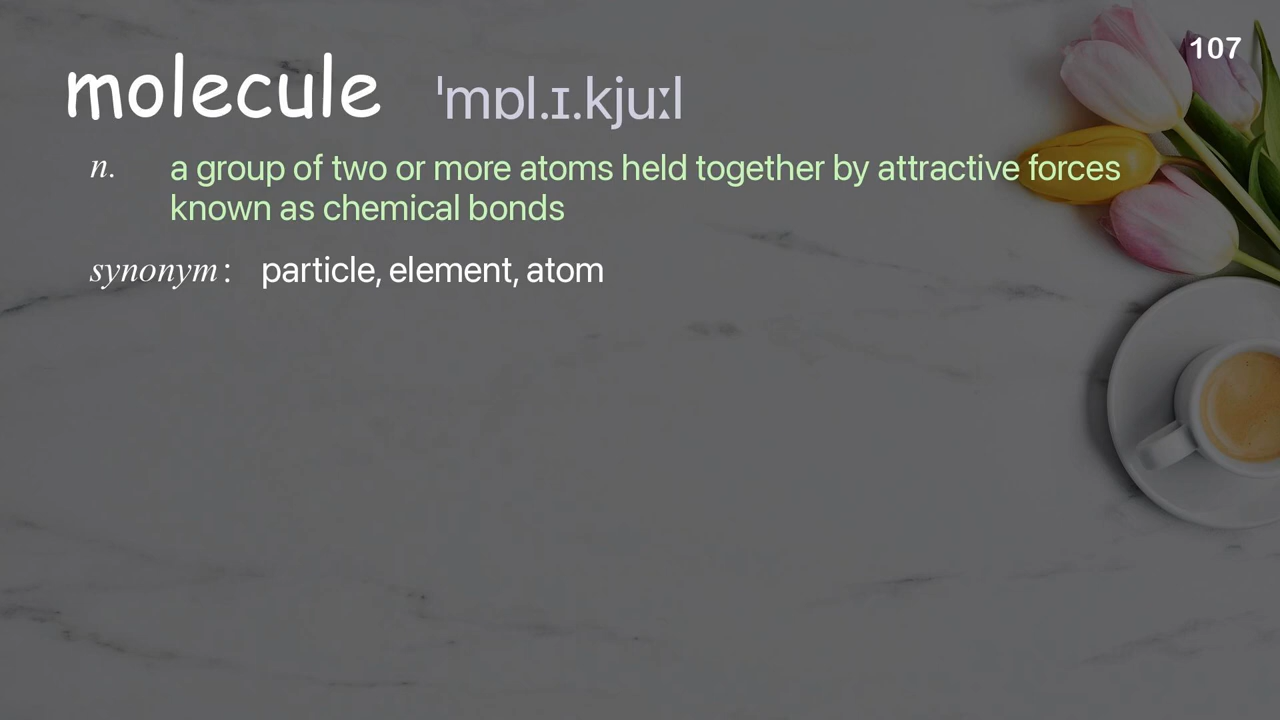 107
molecule ˈmɒl.ɪ.kjuːl
n. a group of two or more atoms held together by attractive forces
known as chemical bonds
synonym: particle, element, atom